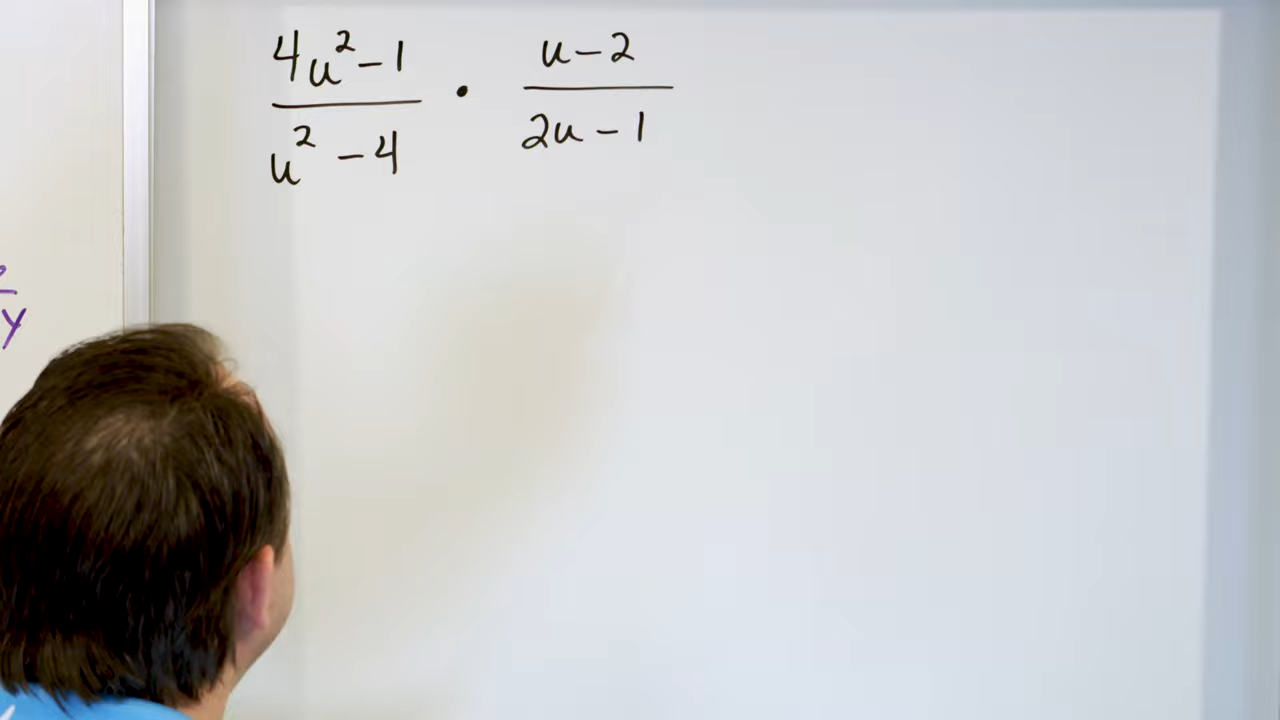 4u² - 1 / u² - 4 · u - 2 / 2u - 1
y